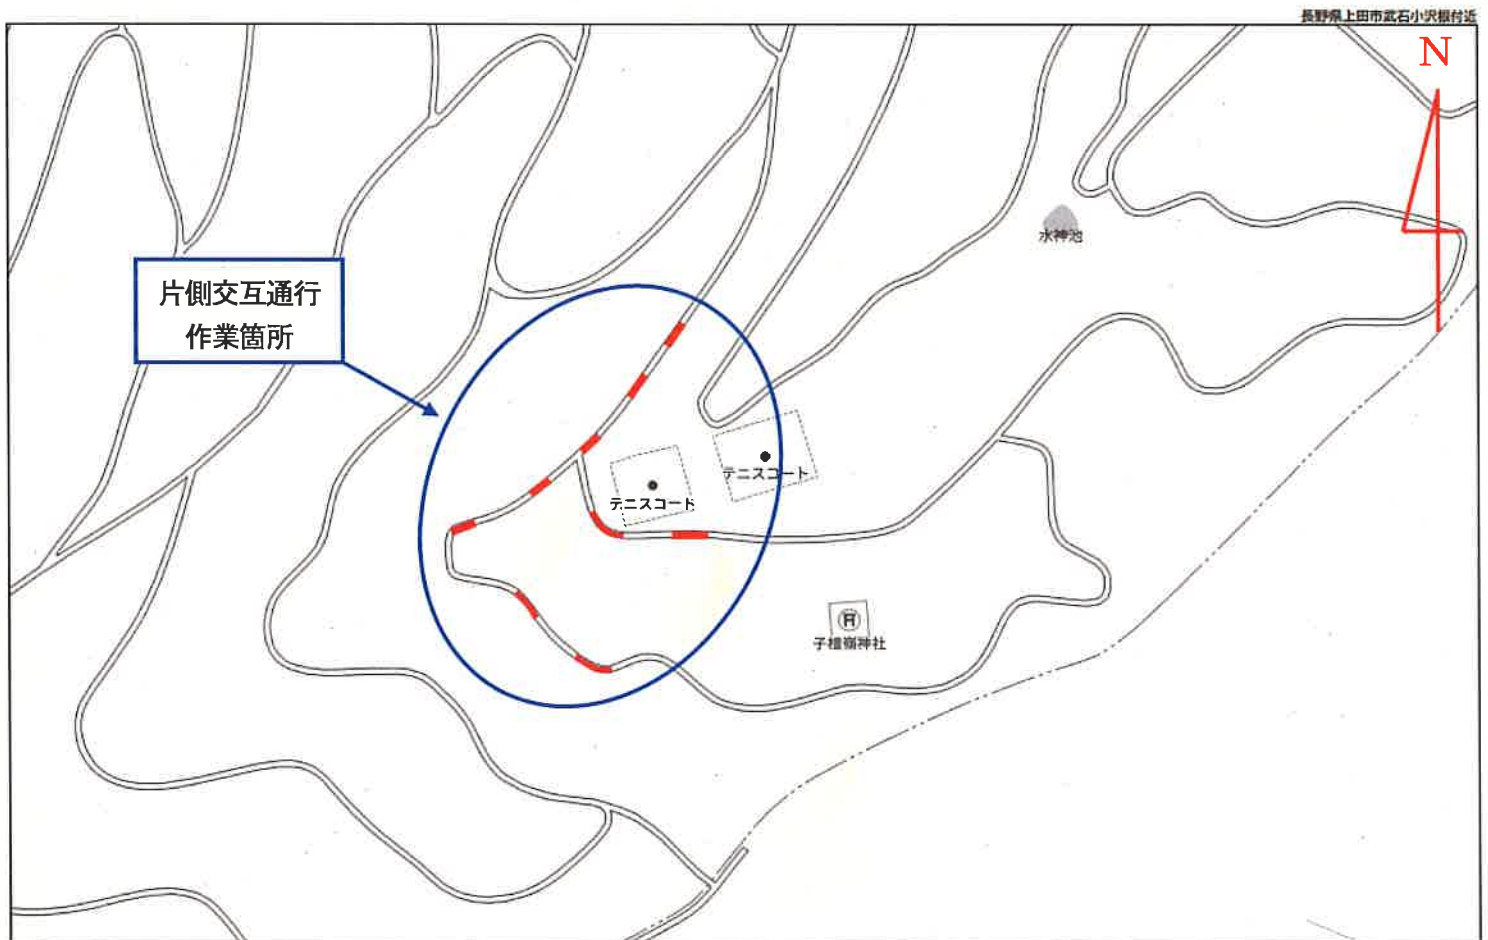 長野県上田市武石小沢根付近
N
水神池
片側交互通行
作業箇所
テニスコート
テニスコート
子檀嶺神社